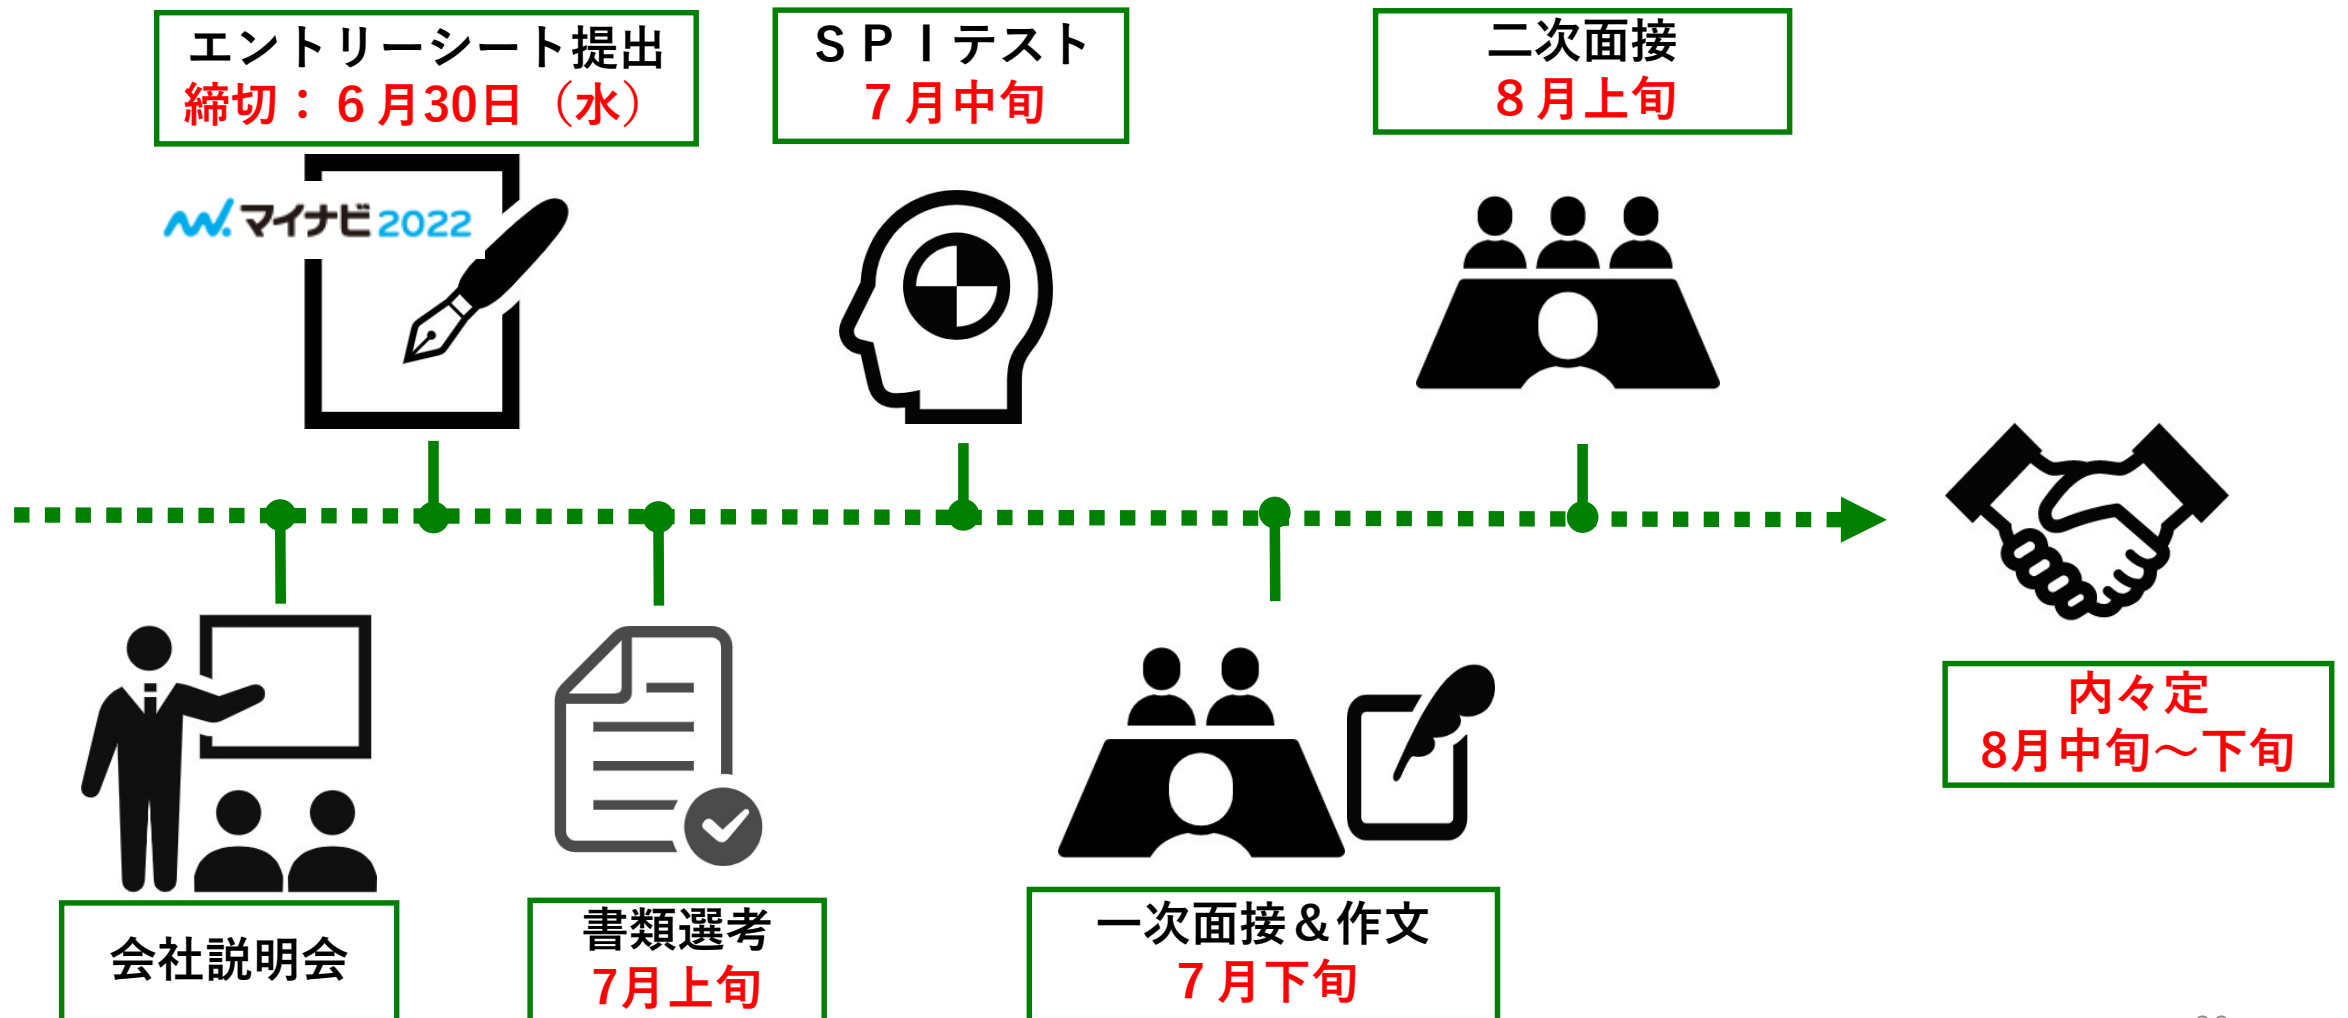 エントリーシート提出
締切：６月30日（水）
マイナビ2022
ＳＰＩテスト
７月中旬
二次面接
８月上旬
会社説明会
書類選考
7月上旬
一次面接＆作文
７月下旬
内々定
8月中旬～下旬